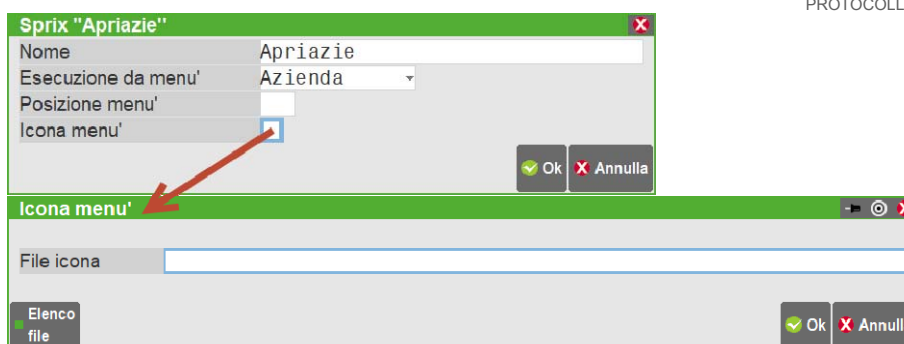 PROTOCOLL
Sprix "Apriazie"
Nome Apriazie
Esecuzione da menu' Azienda
Posizione menu'
Icona menu'
Ok Annulla
Icona menu'
File icona
Elenco
file
Ok Annull